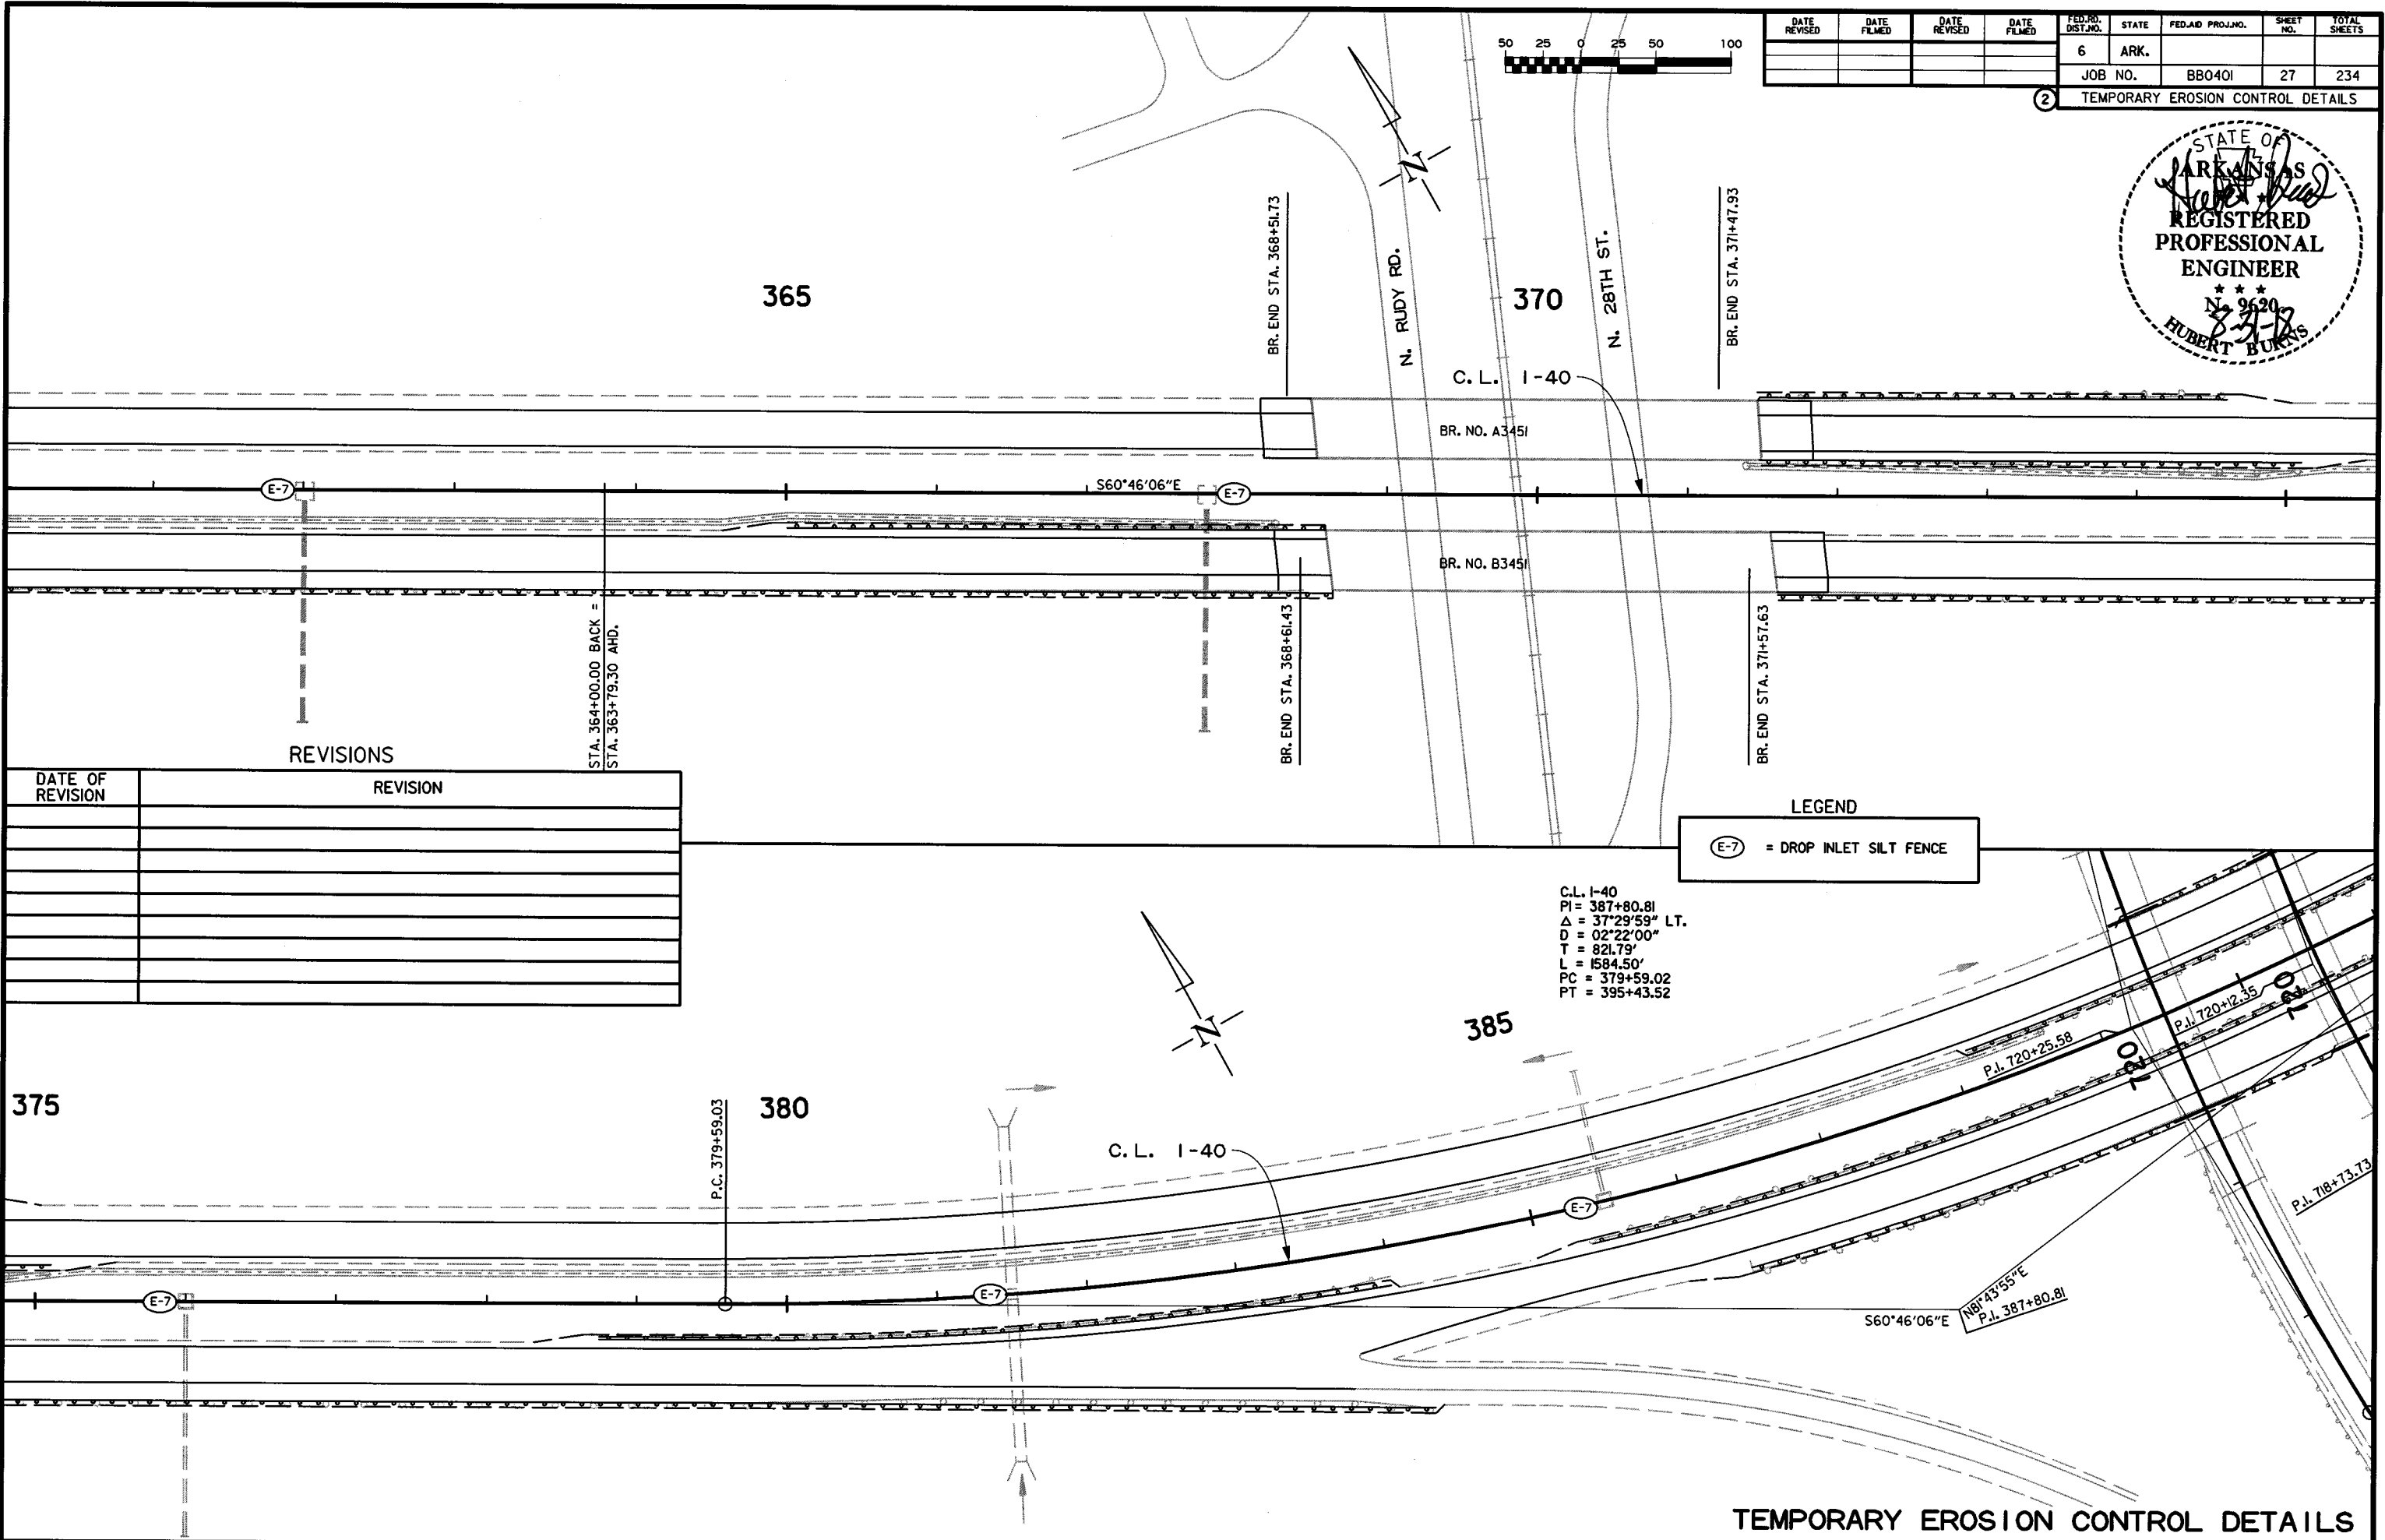 50 25 0 25 50 100
DATE REVISED
DATE FILMED
DATE REVISED
DATE FILMED
FED.RD. DIST.NO.
STATE
FED.AID PROJ.NO.
SHEET NO.
TOTAL SHEETS
6 ARK.
JOB NO. BB0401 27 234
2 TEMPORARY EROSION CONTROL DETAILS
STATE OF
ARKANSAS
REGISTERED
PROFESSIONAL
ENGINEER
★ ★ ★
No. 9620
8-31-18
HUBERT BURNS
N
365
370
BR. END STA. 368+51.73
N. RUDY RD.
N. 28TH ST.
BR. END STA. 371+47.93
C.L. I-40
BR. NO. A3451
E-7
S60°46'06"E
E-7
BR. NO. B3451
STA. 364+00.00 BACK =
STA. 363+79.30 AHD.
BR. END STA. 368+61.43
BR. END STA. 371+57.63
REVISIONS
DATE OF REVISION
REVISION
LEGEND
E-7 = DROP INLET SILT FENCE
C.L. I-40
PI = 387+80.81
Δ = 37°29'59" LT.
D = 02°22'00"
T = 821.79'
L = 1584.50'
PC = 379+59.02
PT = 395+43.52
N
385
375
380
P.C. 379+59.03
C.L. I-40
P.I. 720+12.35
P.I. 720+25.58
720
720
P.I. 718+73.73
E-7
E-7
E-7
S60°46'06"E
N81°43'55"E
P.I. 387+80.81
TEMPORARY EROSION CONTROL DETAILS